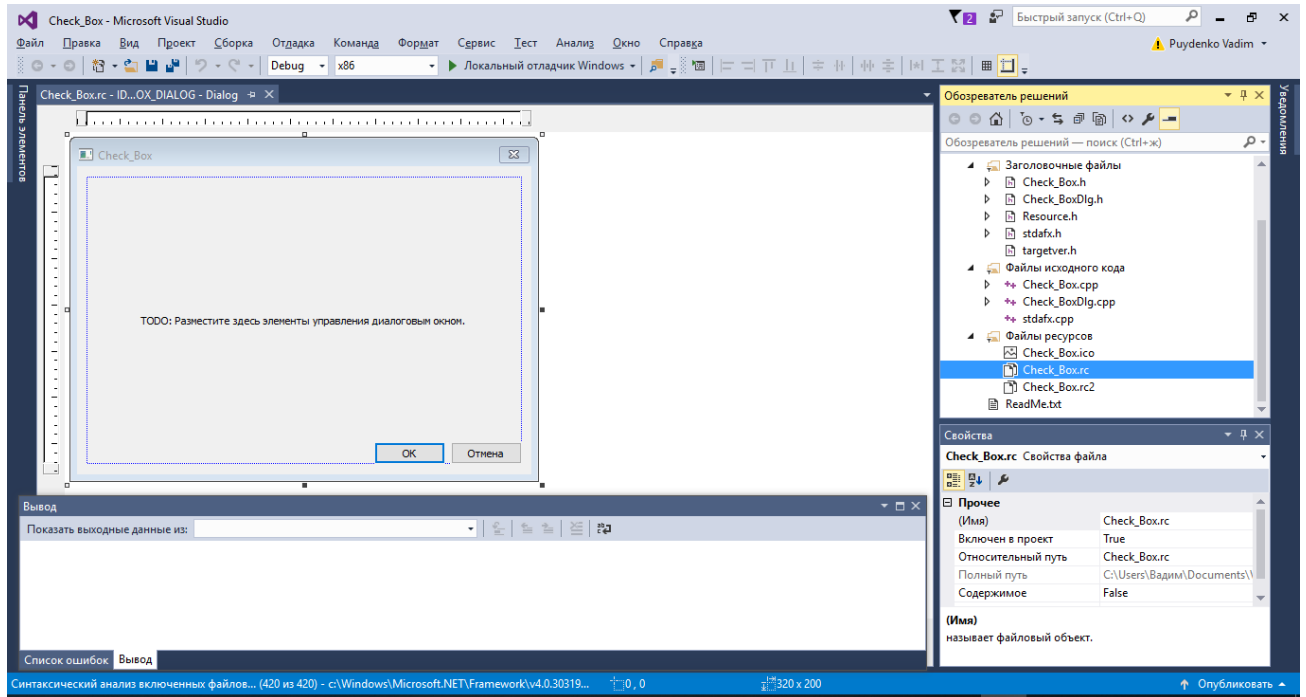 Check_Box - Microsoft Visual Studio
2
Быстрый запуск (Ctrl+Q)
Файл Правка Вид Проект Сборка Отладка Команда Формат Сервис Тест Анализ Окно Справка
Puydenko Vadim
Debug x86 Локальный отладчик Windows
Панель элементов
Check_Box.rc - ID...OX_DIALOG - Dialog
Check_Box
TODO: Разместите здесь элементы управления диалоговым окном.
OK Отмена
Вывод
Показать выходные данные из:
Список ошибок Вывод
Обозреватель решений
Обозреватель решений — поиск (Ctrl+ж)
Заголовочные файлы
Check_Box.h
Check_BoxDlg.h
Resource.h
stdafx.h
targetver.h
Файлы исходного кода
Check_Box.cpp
Check_BoxDlg.cpp
stdafx.cpp
Файлы ресурсов
Check_Box.ico
Check_Box.rc
Check_Box.rc2
ReadMe.txt
Свойства
Check_Box.rc Свойства файла
Прочее
(Имя) Check_Box.rc
Включен в проект True
Относительный путь Check_Box.rc
Полный путь C:\Users\Вадим\Documents\
Содержимое False
(Имя)
называет файловый объект.
Уведомления
Синтаксический анализ включенных файлов... (420 из 420) - c:\Windows\Microsoft.NET\Framework\v4.0.30319... 0 , 0 320 x 200 Опубликовать